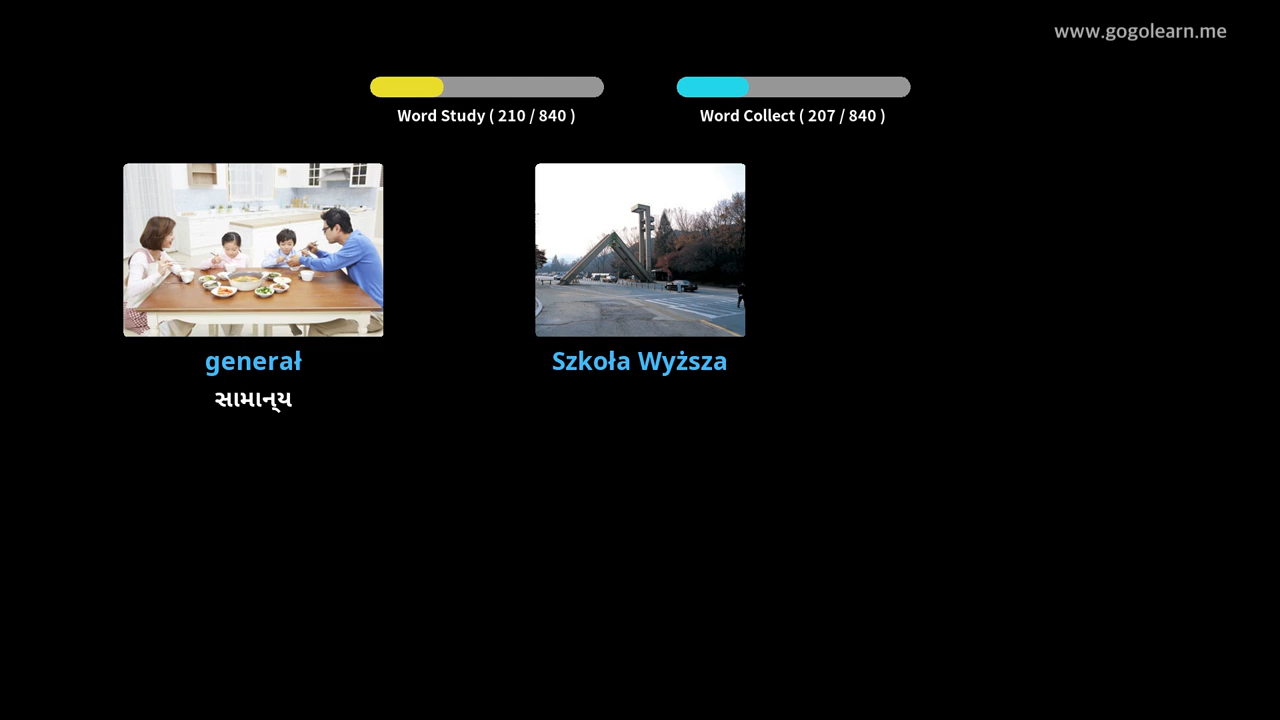 www.gogolearn.me
Word Study ( 210 / 840 )
Word Collect ( 207 / 840 )
generał
Szkoła Wyższa
સામાન્ય